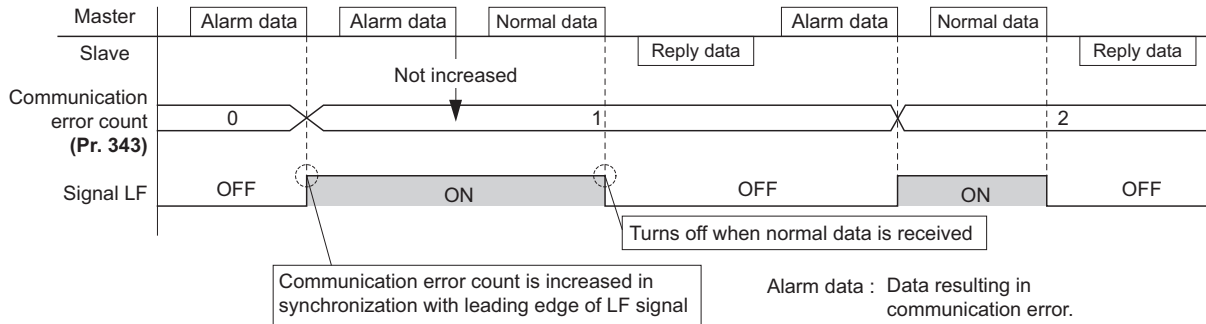 Master
Alarm data
Alarm data
Normal data
Alarm data
Normal data
Slave
Reply data
Reply data
Not increased
Communication
error count
(Pr. 343)
0
1
2
Signal LF
OFF
ON
OFF
ON
OFF
Turns off when normal data is received
Communication error count is increased in
synchronization with leading edge of LF signal
Alarm data : Data resulting in
communication error.